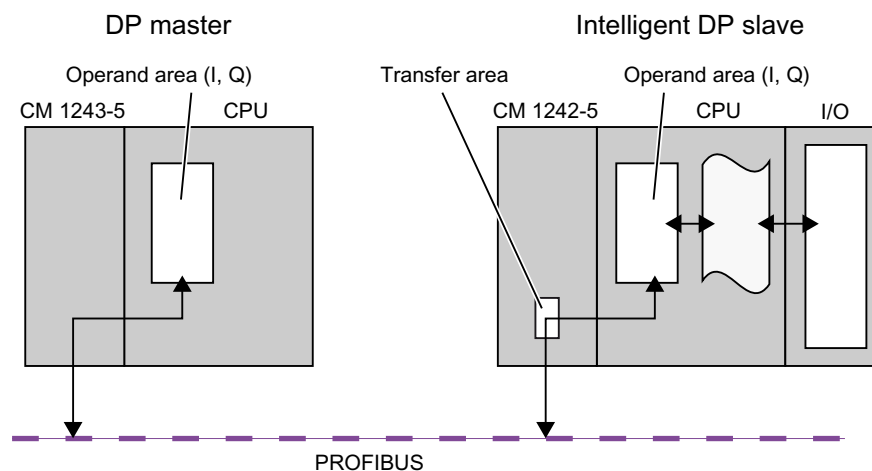 DP master
Intelligent DP slave
Operand area (I, Q)
Transfer area
Operand area (I, Q)
CM 1243-5
CPU
CM 1242-5
CPU
I/O
PROFIBUS